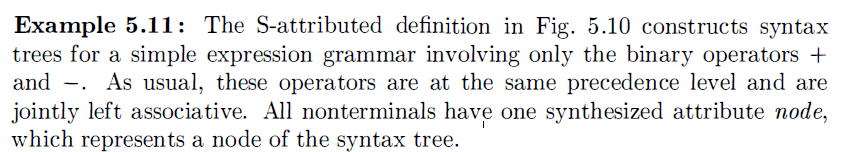 Example 5.11: The S-attributed definition in Fig. 5.10 constructs syntax
trees for a simple expression grammar involving only the binary operators +
and −. As usual, these operators are at the same precedence level and are
jointly left associative. All nonterminals have one synthesized attribute node,
which represents a node of the syntax tree.